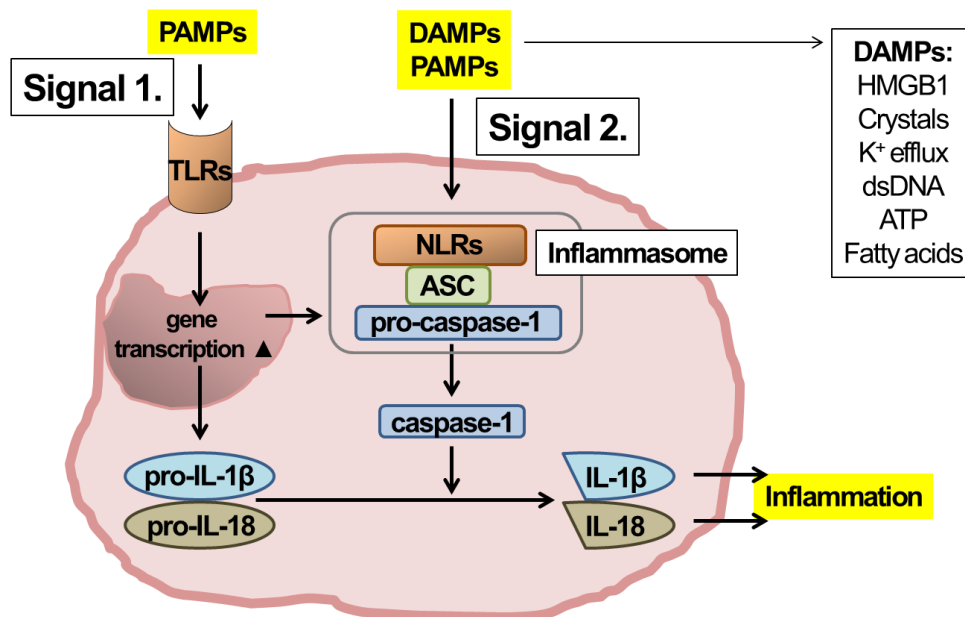 PAMPs
Signal 1.
TLRs
DAMPs
PAMPs
Signal 2.
DAMPs:
HMGB1
Crystals
K⁺ efflux
dsDNA
ATP
Fatty acids
NLRs
ASC
pro-caspase-1
Inflammasome
gene
transcription ▲
caspase-1
pro-IL-1β
pro-IL-18
IL-1β
IL-18
Inflammation